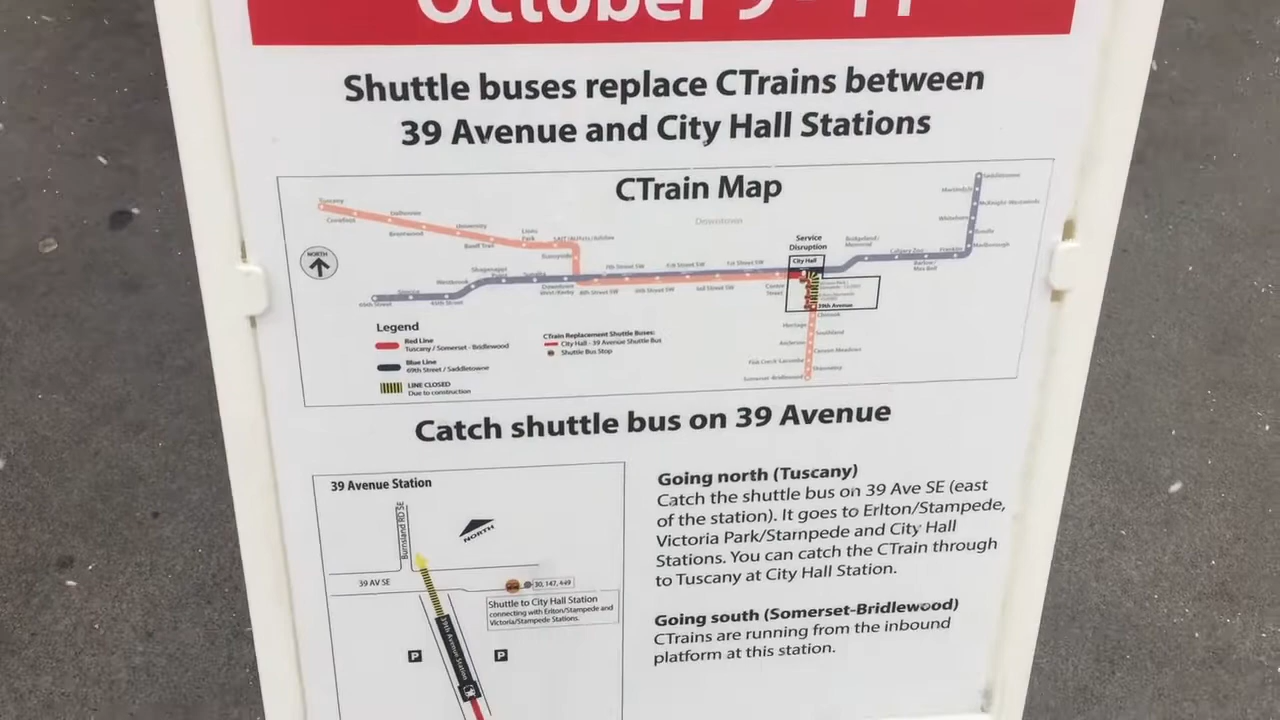 October 9 - 11
Shuttle buses replace CTrains between
39 Avenue and City Hall Stations
CTrain Map
Downtown
Tuscany
Crowfoot
Dalhousie
Brentwood
University
Banff Trail
Lions
Park
Sunnyside
Service
Disruption
City Hall
39th Avenue
Bridgeland/
Memorial
Calgary Zoo
Barlow/
Max Bell
Franklin
Marlborough
Rundle
Whitehorn
McKnight-Westwinds
Martindale
Saddletowne
NORTH
Shaganappi
Point
Westbrook
45th Street
Sirocco
69th Street
Downtown
West/Kerby
8th Street SW
7th Street SW
6th Street SW
4th Street SW
3rd Street SW
1st Street SW
Centre
Street
Chinook
Heritage
Southland
Anderson
Canyon Meadows
Fish Creek-Lacombe
Shawnessy
Somerset-Bridlewood
Legend
Red Line
Tuscany / Somerset - Bridlewood
Blue Line
69th Street / Saddletowne
LINE CLOSED
Due to construction
CTrain Replacement Shuttle Buses:
City Hall - 39 Avenue Shuttle Bus
Shuttle Bus Stop
Catch shuttle bus on 39 Avenue
39 Avenue Station
Burnsland RD SE
NORTH
39 AV SE
30, 147, 449
Shuttle to City Hall Station
connecting with Erlton/Stampede and
Victoria/Stampede Stations.
39th Avenue Station
P
P
Going north (Tuscany)
Catch the shuttle bus on 39 Ave SE (east
of the station). It goes to Erlton/Stampede,
Victoria Park/Stampede and City Hall
Stations. You can catch the CTrain through
to Tuscany at City Hall Station.
Going south (Somerset-Bridlewood)
CTrains are running from the inbound
platform at this station.